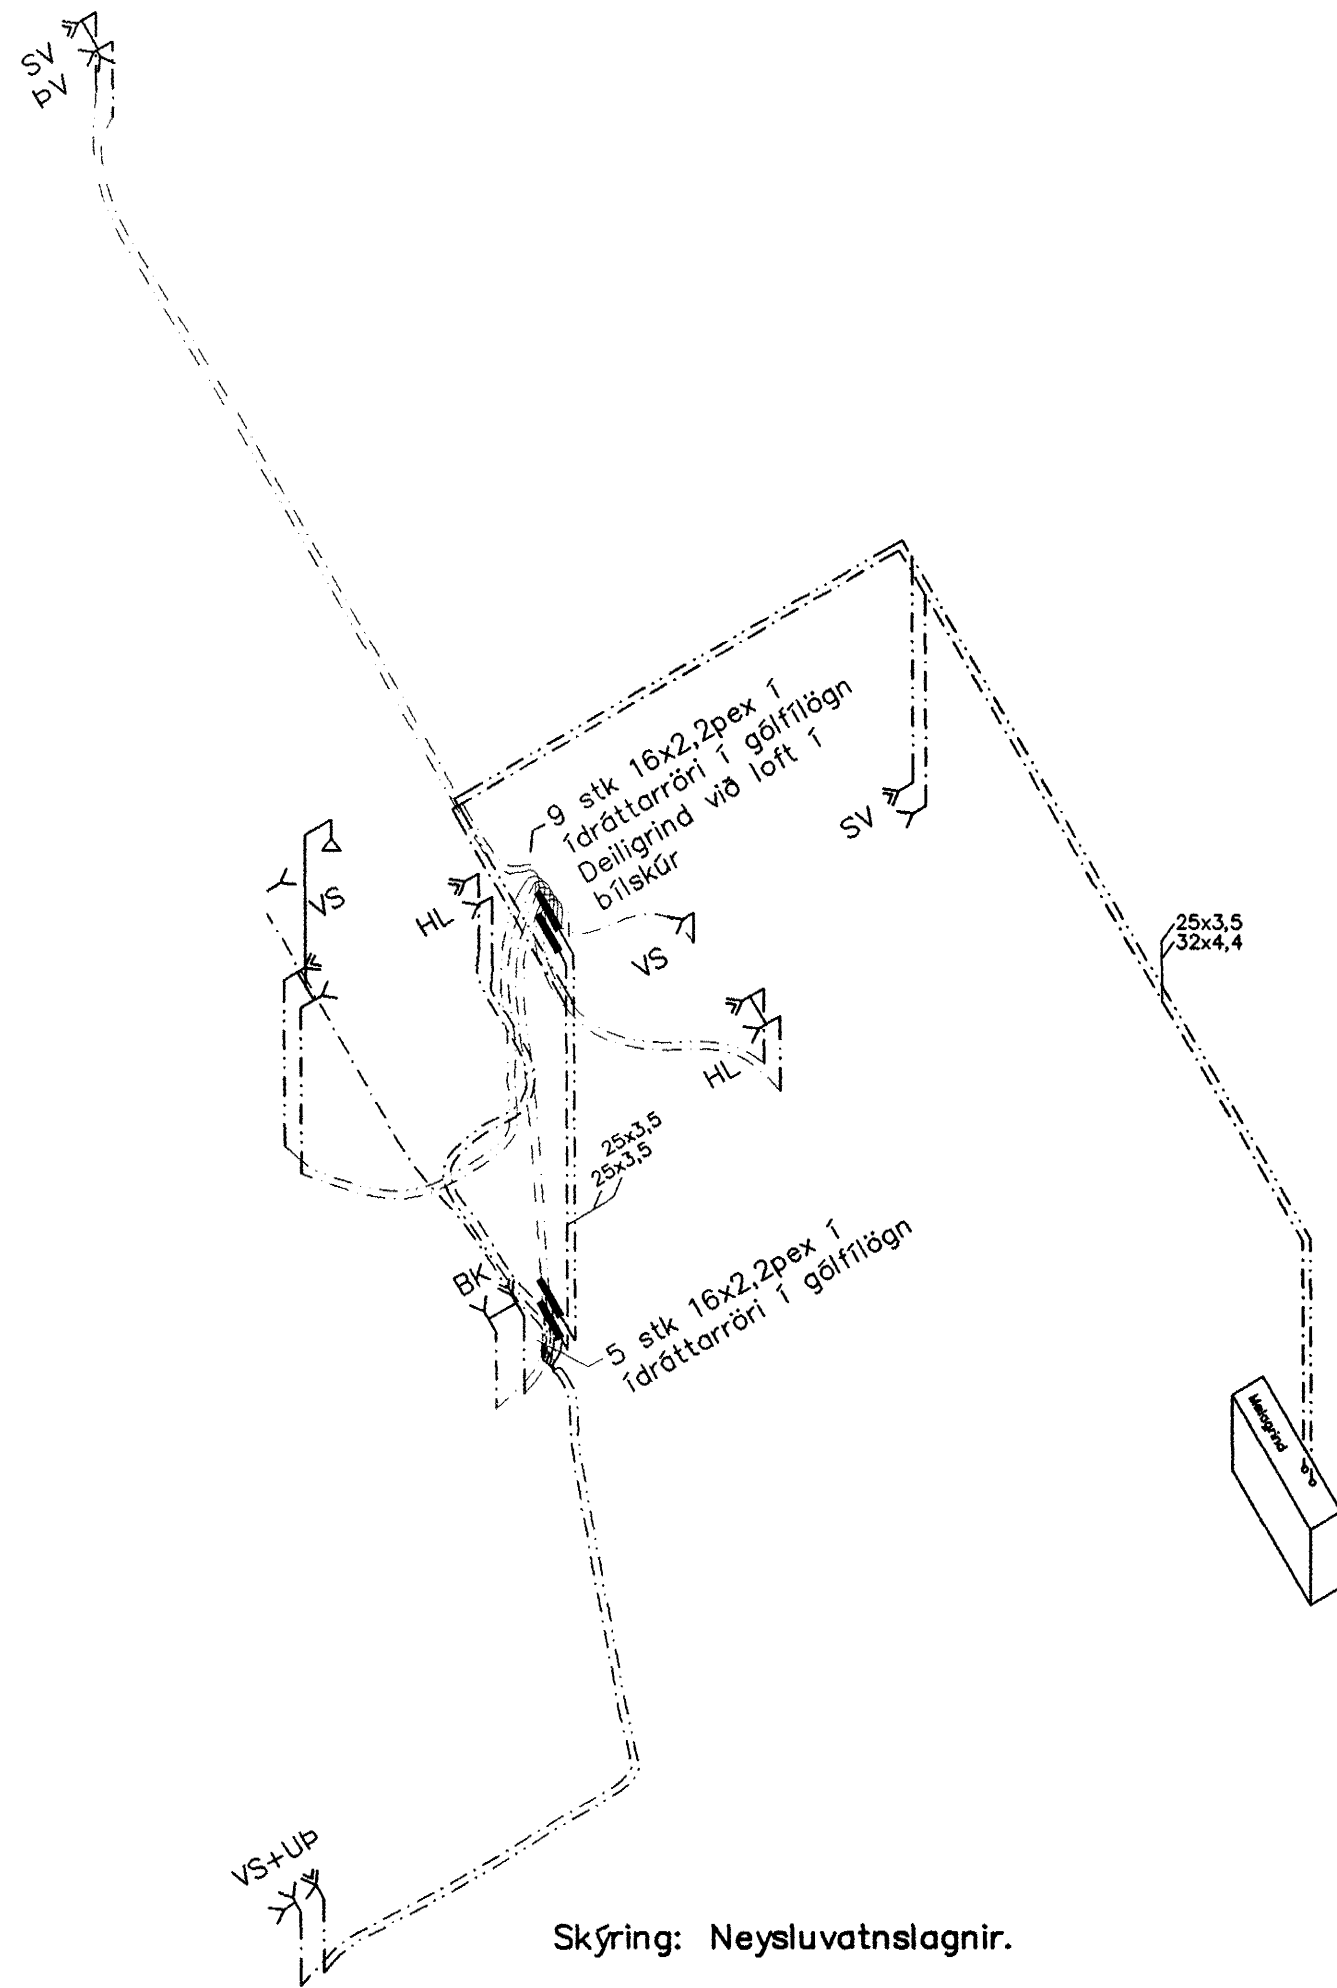 SV
ÞV
9 stk 16x2,2pex í
ídráttarröri í gólfílögn
Deiligrind við loft í
bílskúr
SV
VS
HL
VS
25x3,5
32x4,4
HL
25x3,5
25x3,5
BK
5 stk 16x2,2pex í
ídráttarröri í gólfílögn
Mælagrind
VS+UÞ
Skýring: Neysluvatnslagnir.